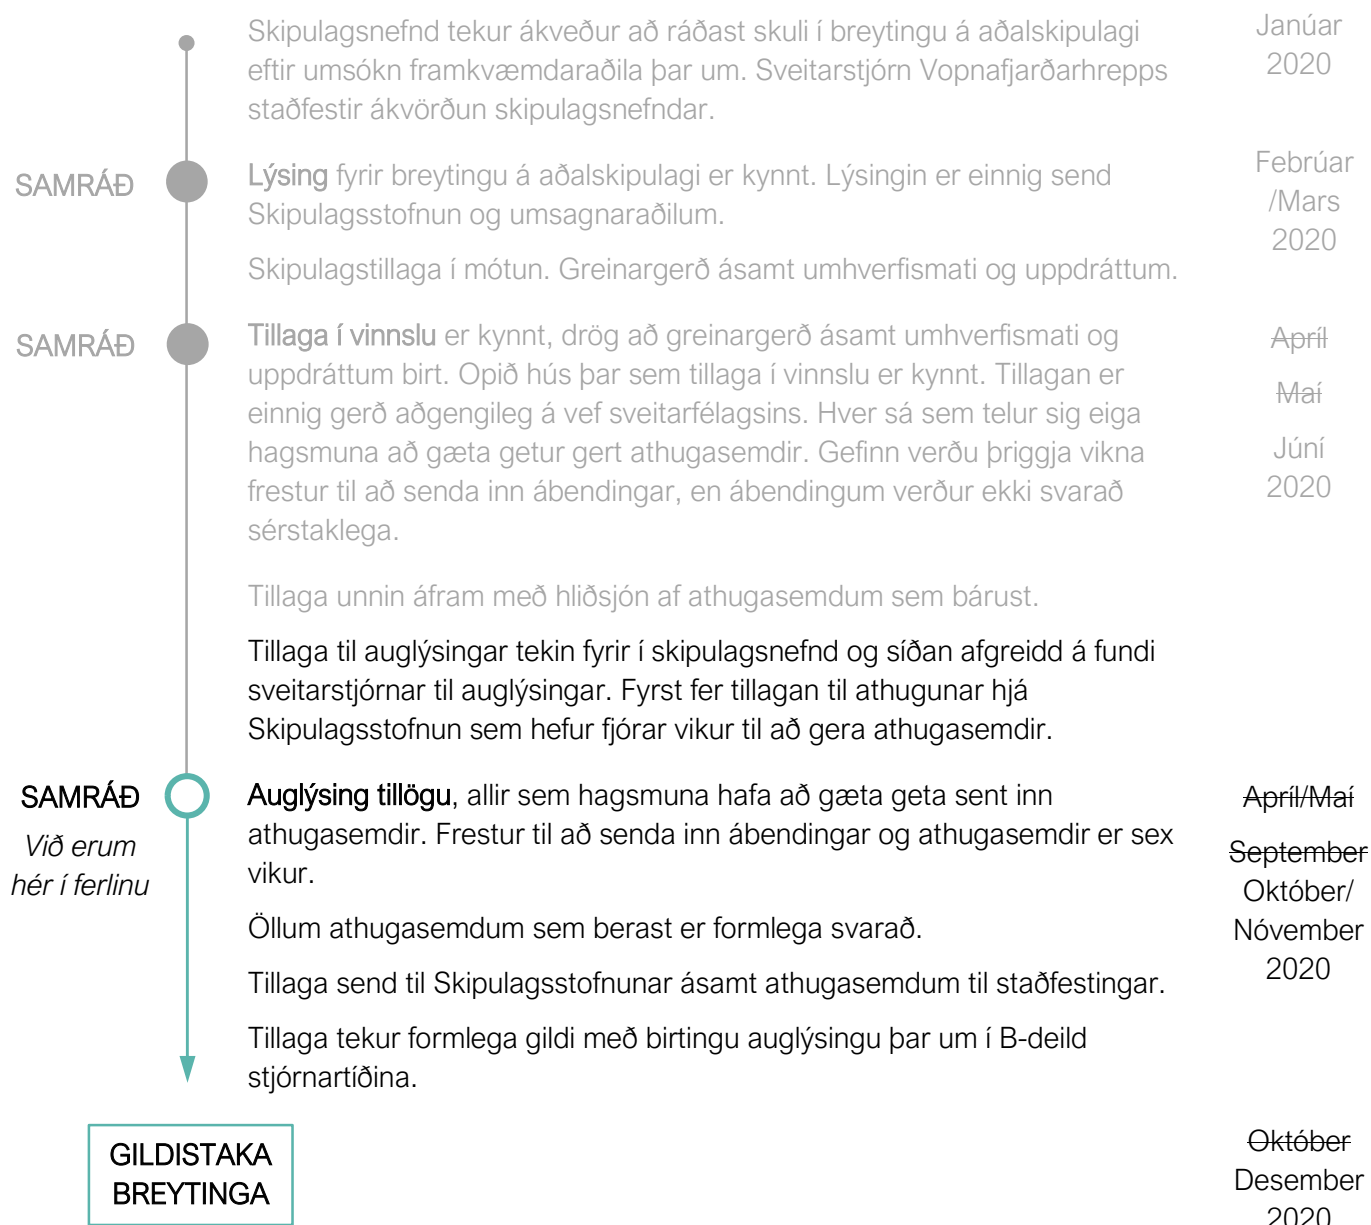 Skipulagsnefnd tekur ákveður að ráðast skuli í breytingu á aðalskipulagi
eftir umsókn framkvæmdaraðila þar um. Sveitarstjórn Vopnafjarðarhrepps
staðfestir ákvörðun skipulagsnefndar.
Janúar
2020
SAMRÁÐ
Lýsing fyrir breytingu á aðalskipulagi er kynnt. Lýsingin er einnig send
Skipulagsstofnun og umsagnaraðilum.
Skipulagstillaga í mótun. Greinargerð ásamt umhverfismati og uppdráttum.
Febrúar
/Mars
2020
SAMRÁÐ
Tillaga í vinnslu er kynnt, drög að greinargerð ásamt umhverfismati og
uppdráttum birt. Opið hús þar sem tillaga í vinnslu er kynnt. Tillagan er
einnig gerð aðgengileg á vef sveitarfélagsins. Hver sá sem telur sig eiga
hagsmuna að gæta getur gert athugasemdir. Gefinn verðu þriggja vikna
frestur til að senda inn ábendingar, en ábendingum verður ekki svarað
sérstaklega.
Apríl
Maí
Júní
2020
Tillaga unnin áfram með hliðsjón af athugasemdum sem bárust.
Tillaga til auglýsingar tekin fyrir í skipulagsnefnd og síðan afgreidd á fundi
sveitarstjórnar til auglýsingar. Fyrst fer tillagan til athugunar hjá
Skipulagsstofnun sem hefur fjórar vikur til að gera athugasemdir.
SAMRÁÐ
Við erum
hér í ferlinu
Auglýsing tillögu, allir sem hagsmuna hafa að gæta geta sent inn
athugasemdir. Frestur til að senda inn ábendingar og athugasemdir er sex
vikur.
Öllum athugasemdum sem berast er formlega svarað.
Tillaga send til Skipulagsstofnunar ásamt athugasemdum til staðfestingar.
Tillaga tekur formlega gildi með birtingu auglýsingu þar um í B-deild
stjórnartíðina.
Apríl/Maí
September
Október/
Nóvember
2020
GILDISTAKA
BREYTINGA
Október
Desember
2020